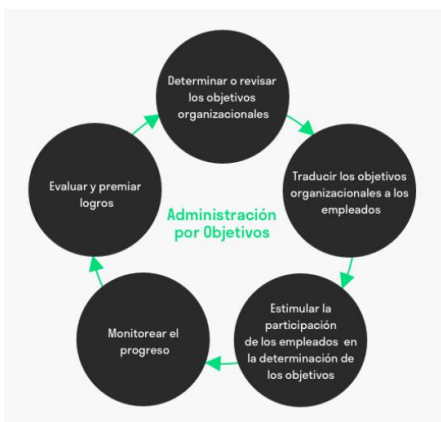 Determinar o revisar
los objetivos
organizacionales
Traducir los objetivos
organizacionales a los
empleados
Estimular la
participación
de los empleados en
la determinación de
los objetivos
Monitorear el
progreso
Evaluar y premiar
logros
Administración
por Objetivos